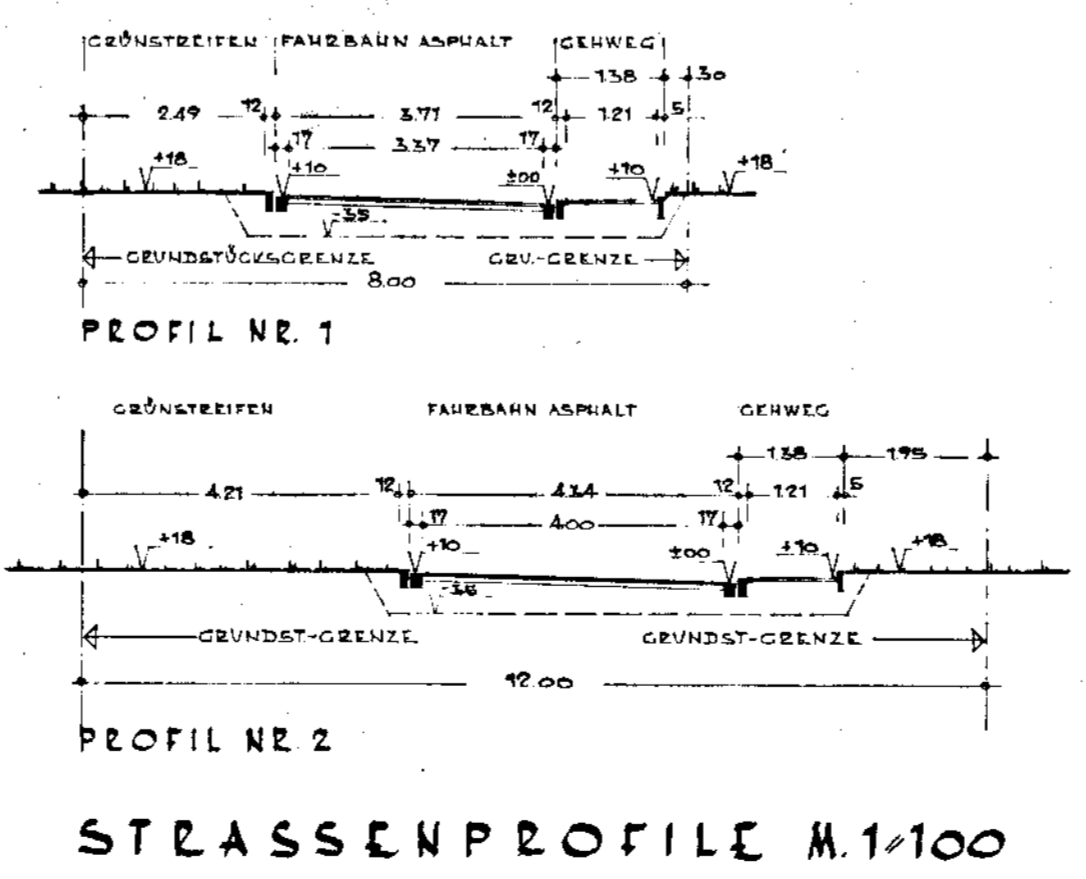 GRÜNSTREIFEN FAHRBAHN ASPHALT GEHWEG
1.38 30
2.49 12 3.71 12 1.21 5
17 3.37 17
+18 +10 ±00 +10 +18
-35
GRUNDSTÜCKSGRENZE GRU.-GRENZE
8.00
PROFIL NR. 1
GRÜNSTREIFEN FAHRBAHN ASPHALT GEHWEG
1.38 1.95
4.21 12 4.34 12 1.21 5
17 4.00 17
+18 +10 ±00 +10 +18
-36
GRUNDST-GRENZE GRUNDST-GRENZE
12.00
PROFIL NR. 2
STRASSENPROFILE M. 1:100